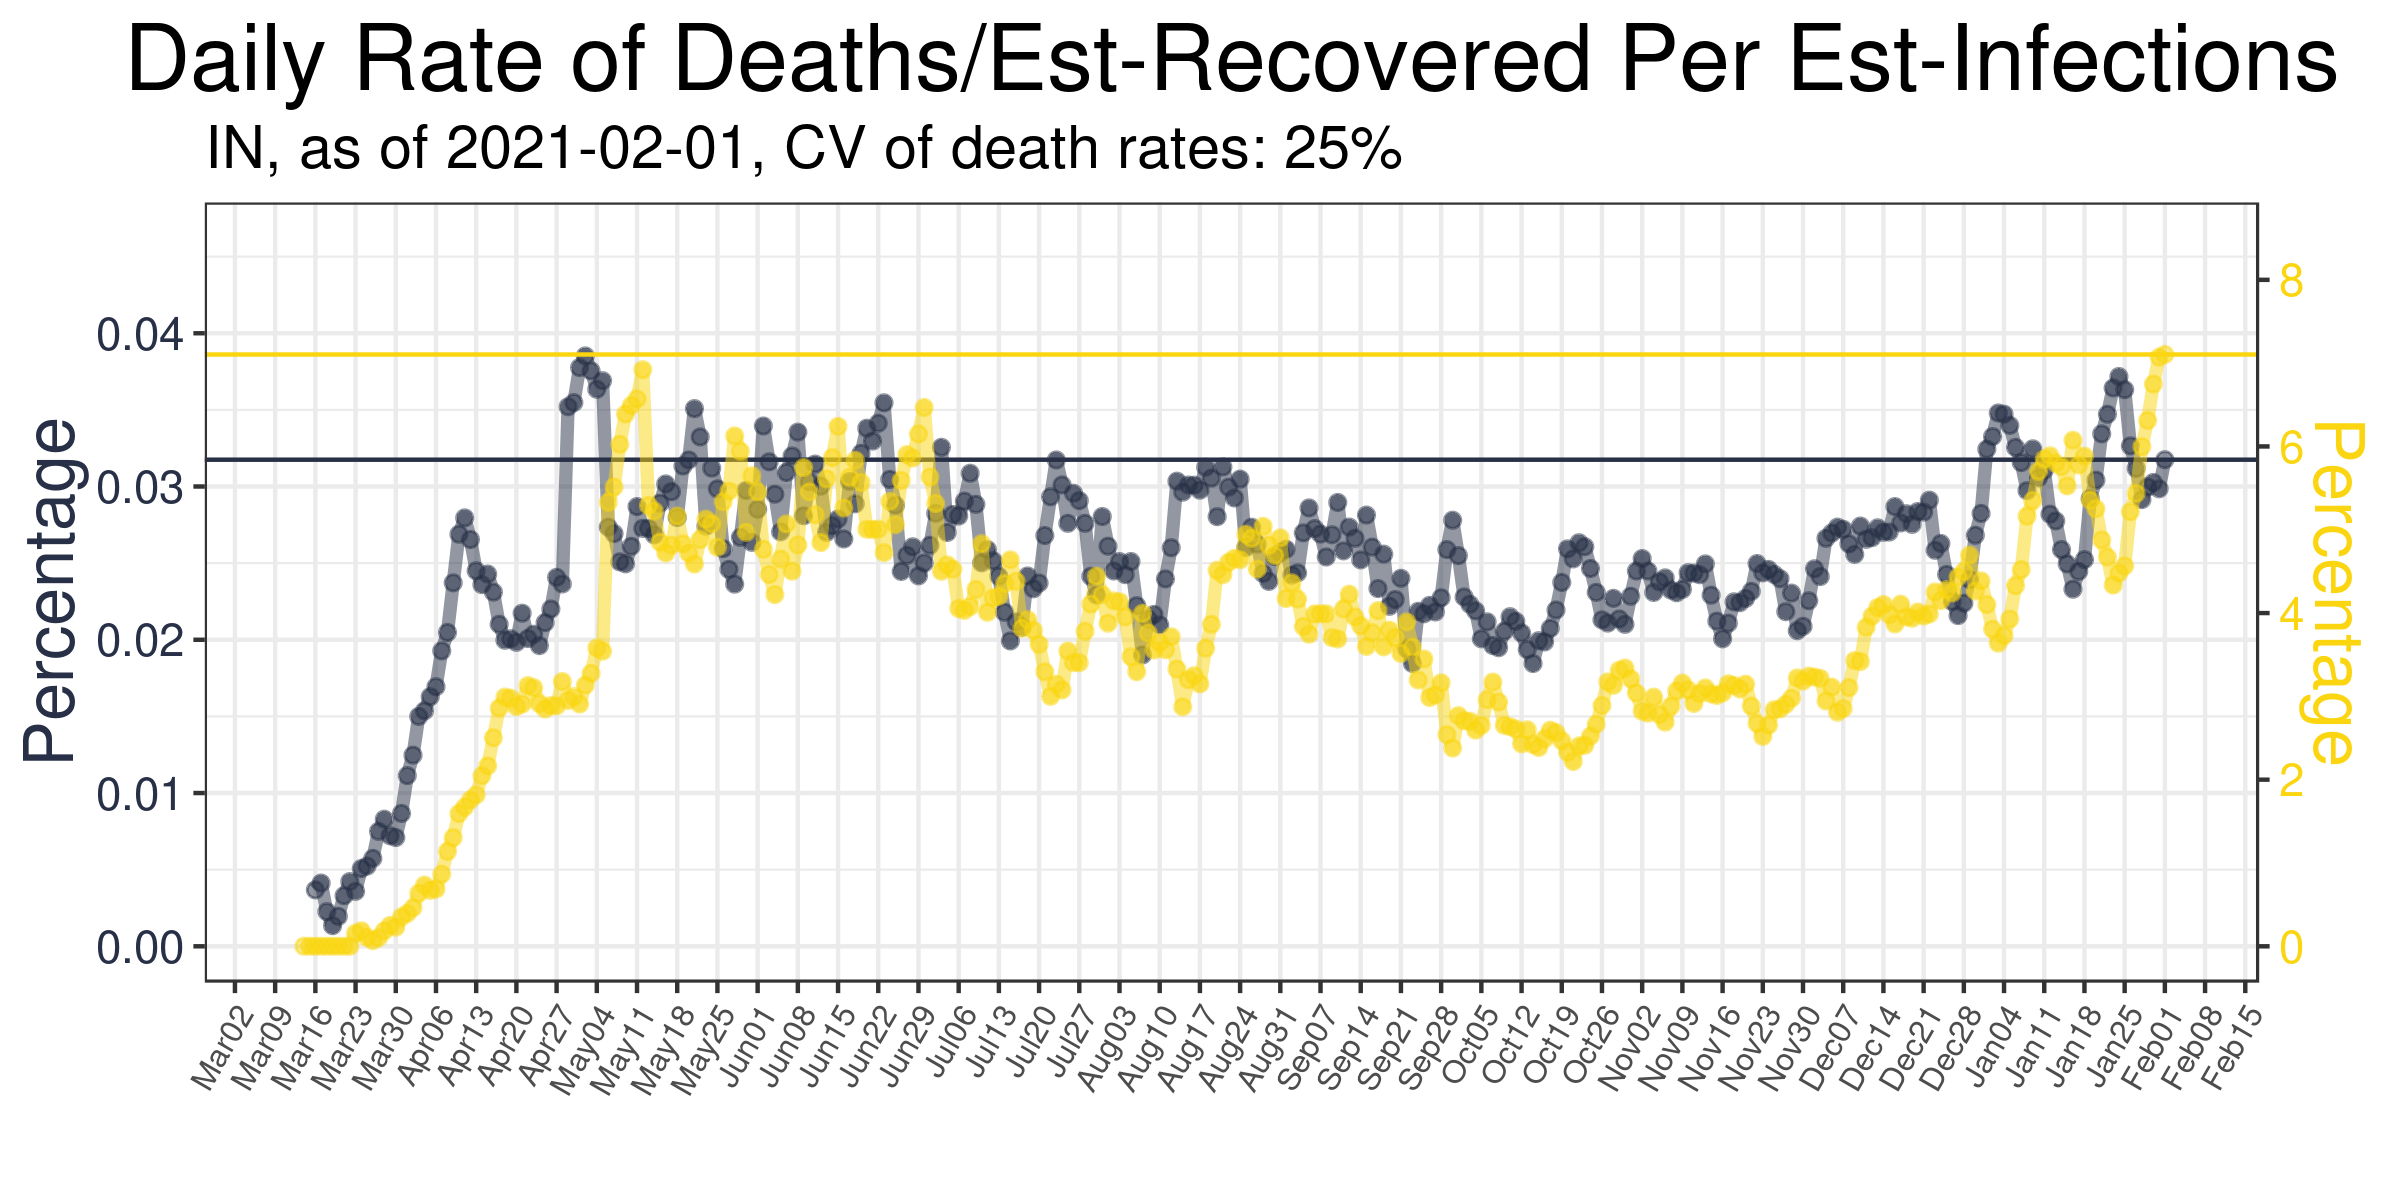 Daily Rate of Deaths/Est-Recovered Per Est-Infections
IN, as of 2021-02-01, CV of death rates: 25%
Percentage
0.04
0.03
0.02
0.01
0.00
8
6
4
2
0
Percentage
Mar02
Mar09
Mar16
Mar23
Mar30
Apr06
Apr13
Apr20
Apr27
May04
May11
May18
May25
Jun01
Jun08
Jun15
Jun22
Jun29
Jul06
Jul13
Jul20
Jul27
Aug03
Aug10
Aug17
Aug24
Aug31
Sep07
Sep14
Sep21
Sep28
Oct05
Oct12
Oct19
Oct26
Nov02
Nov09
Nov16
Nov23
Nov30
Dec07
Dec14
Dec21
Dec28
Jan04
Jan11
Jan18
Jan25
Feb01
Feb08
Feb15